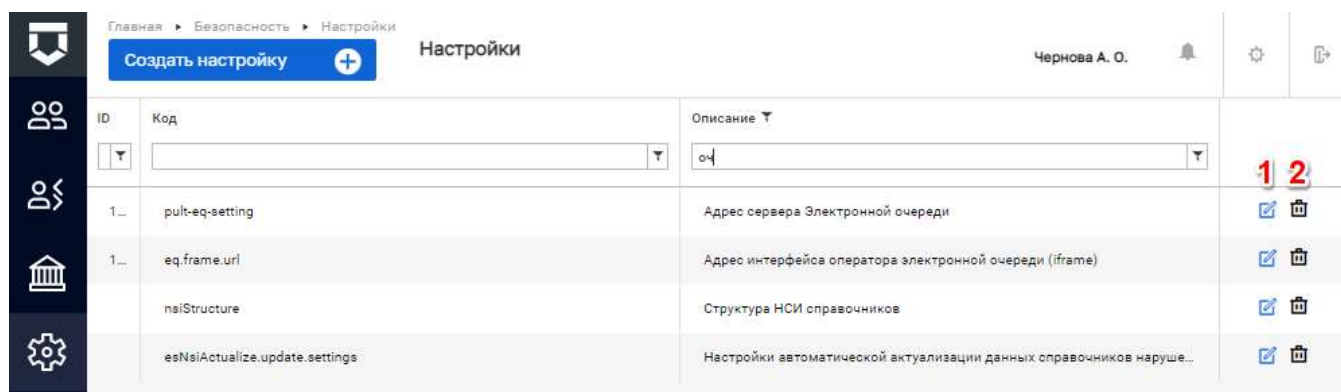 Главная ▸ Безопасность ▸ Настройки
Создать настройку
Настройки
Чернова А. О.
ID Код Описание
оч
1 2
1... pult-eq-setting Адрес сервера Электронной очереди
1... eq.frame.url Адрес интерфейса оператора электронной очереди (iframe)
nsiStructure Структура НСИ справочников
esNsiActualize.update.settings Настройки автоматической актуализации данных справочников наруше...